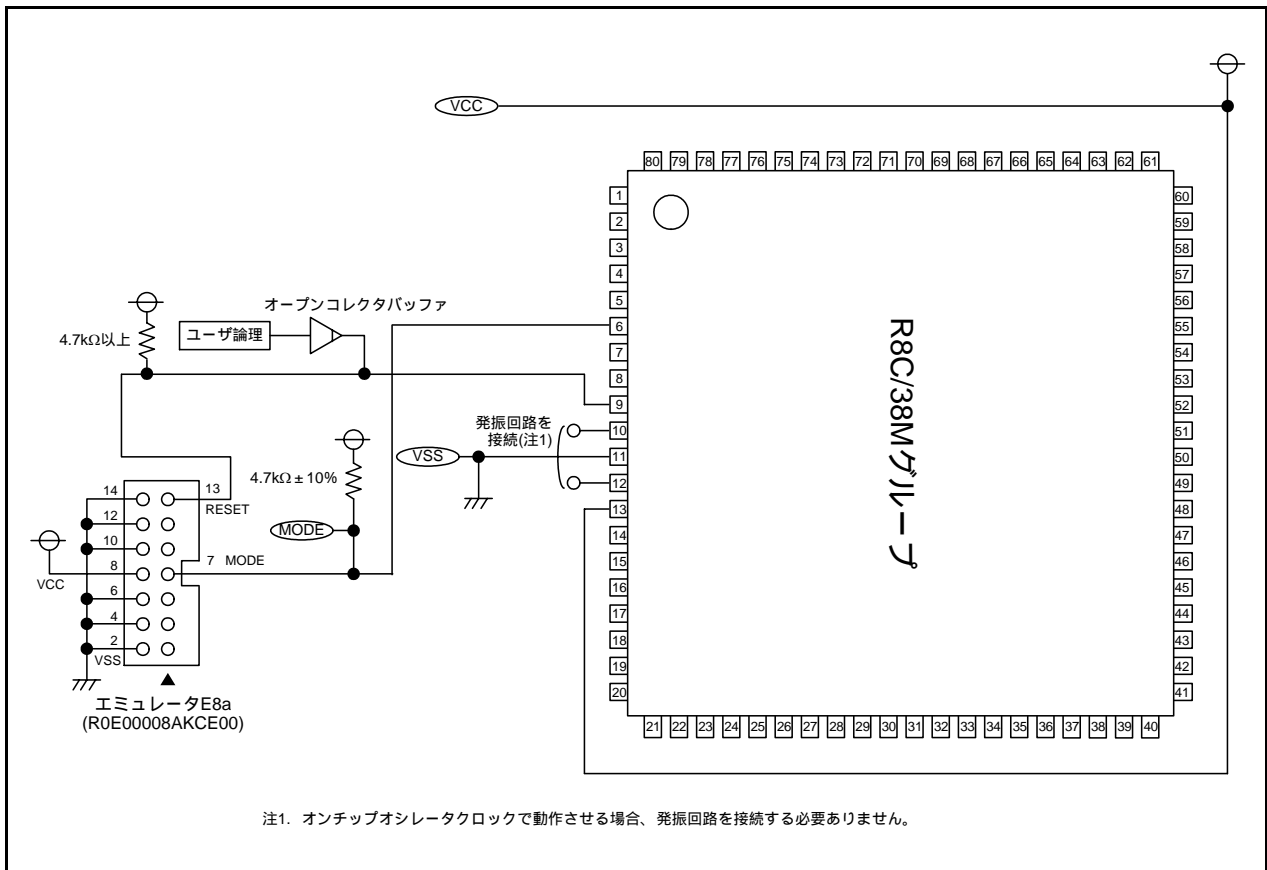 VCC
80 79 78 77 76 75 74 73 72 71 70 69 68 67 66 65 64 63 62 61
1
2
3
4
5
6
7
8
9
10
11
12
13
14
15
16
17
18
19
20
60
59
58
57
56
55
54
53
52
51
50
49
48
47
46
45
44
43
42
41
21 22 23 24 25 26 27 28 29 30 31 32 33 34 35 36 37 38 39 40
R8C/38Mグループ
オープンコレクタバッファ
ユーザ論理
4.7kΩ以上
発振回路を
接続(注1)
VSS
4.7kΩ±10%
MODE
14
13
RESET
12
10
8
7 MODE
VCC
6
4
2
VSS
エミュレータE8a
(R0E00008AKCE00)
注1. オンチップオシレータクロックで動作させる場合、発振回路を接続する必要ありません。